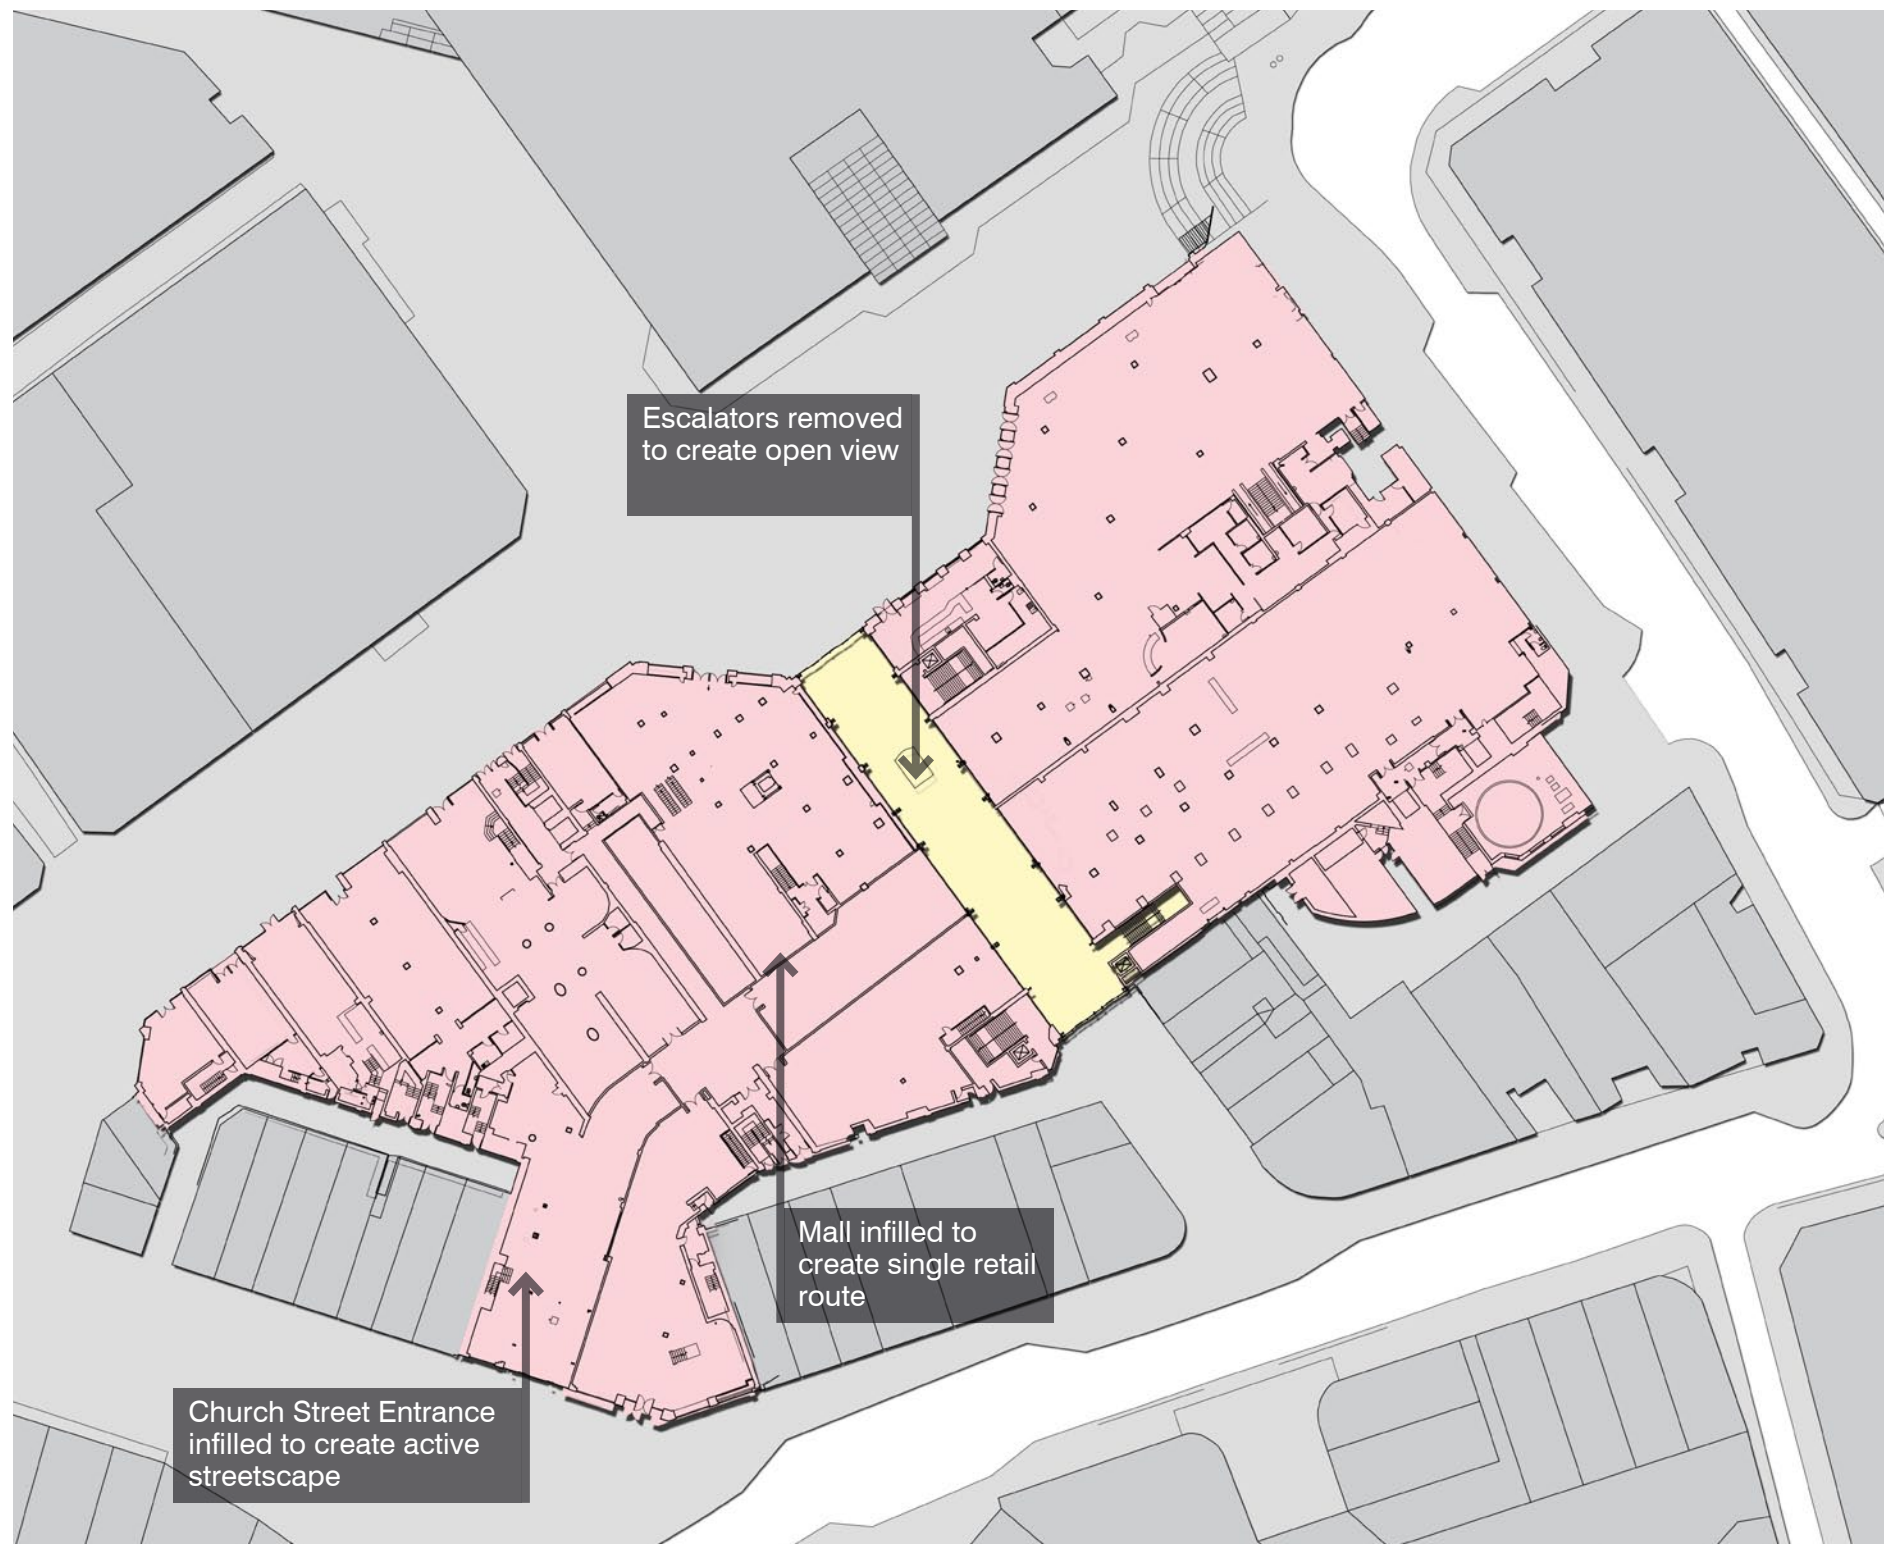 Escalators removed
to create open view
Mall infilled to
create single retail
route
Church Street Entrance
infilled to create active
streetscape